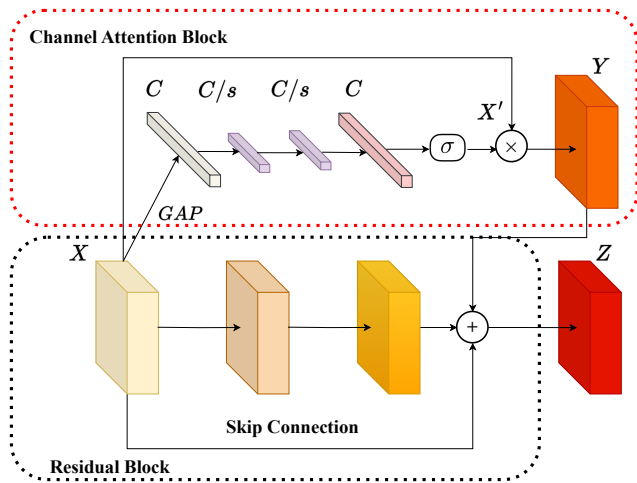 Channel Attention Block
Y
C C/s C/s C
X′
σ ×
GAP
X Z
+
Skip Connection
Residual Block